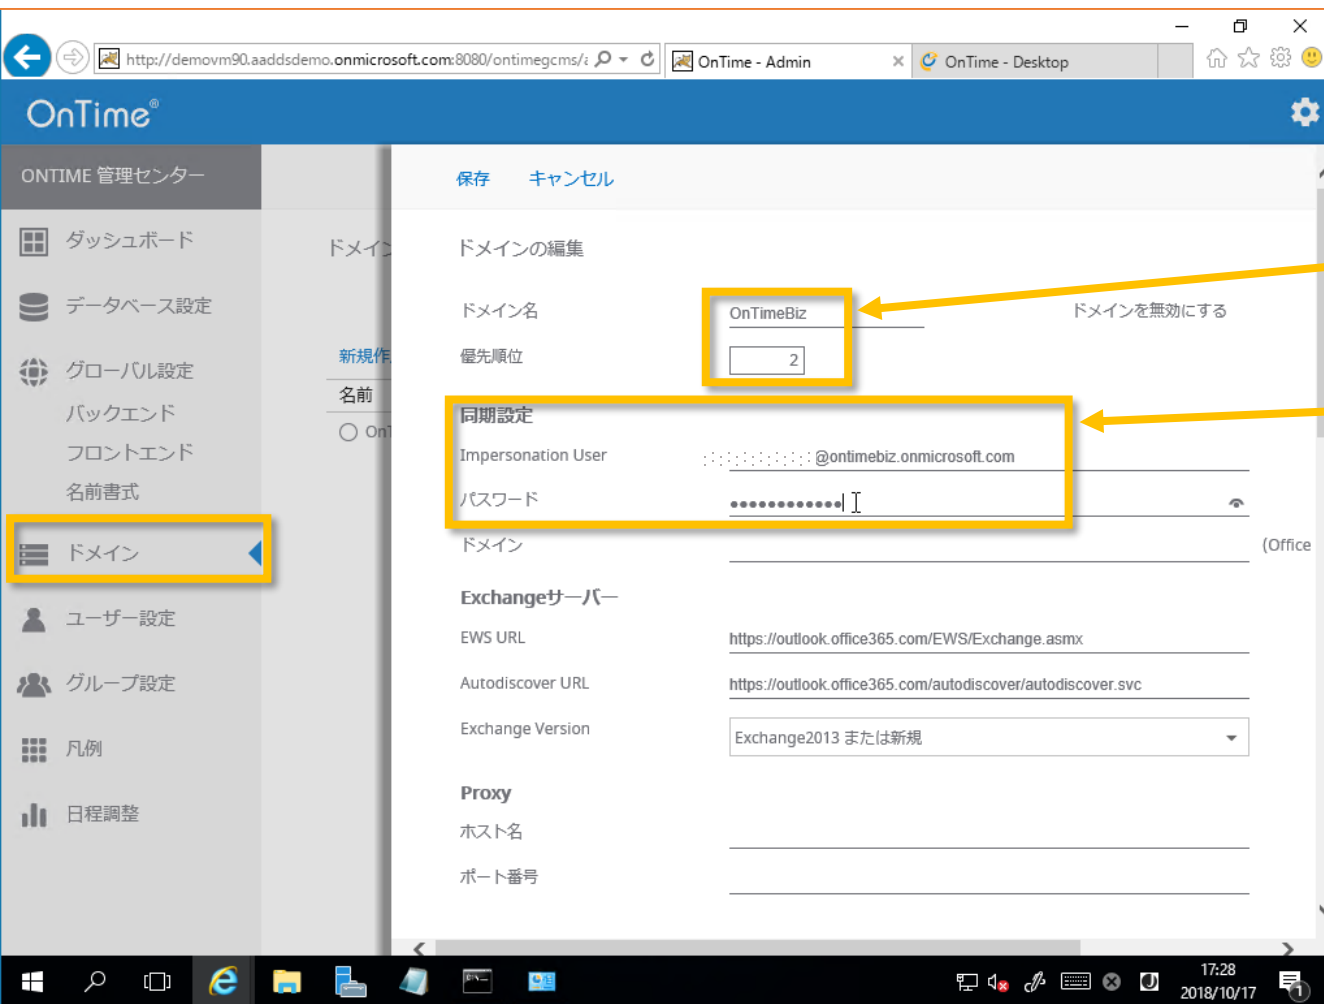 http://demovm90.aaddsdemo.onmicrosoft.com:8080/ontimegcms/
OnTime - Admin
OnTime - Desktop
OnTime®
ONTIME 管理センター
ダッシュボード
データベース設定
グローバル設定
バックエンド
フロントエンド
名前書式
ドメイン
ユーザー設定
グループ設定
凡例
日程調整
ドメイン
新規作
名前
OnT
保存 キャンセル
ドメインの編集
ドメイン名 OnTimeBiz ドメインを無効にする
優先順位 2
同期設定
Impersonation User @ontimebiz.onmicrosoft.com
パスワード ••••••••••••
ドメイン (Office
Exchangeサーバー
EWS URL https://outlook.office365.com/EWS/Exchange.asmx
Autodiscover URL https://outlook.office365.com/autodiscover/autodiscover.svc
Exchange Version Exchange2013 または新規
Proxy
ホスト名
ポート番号
17:28
2018/10/17
1